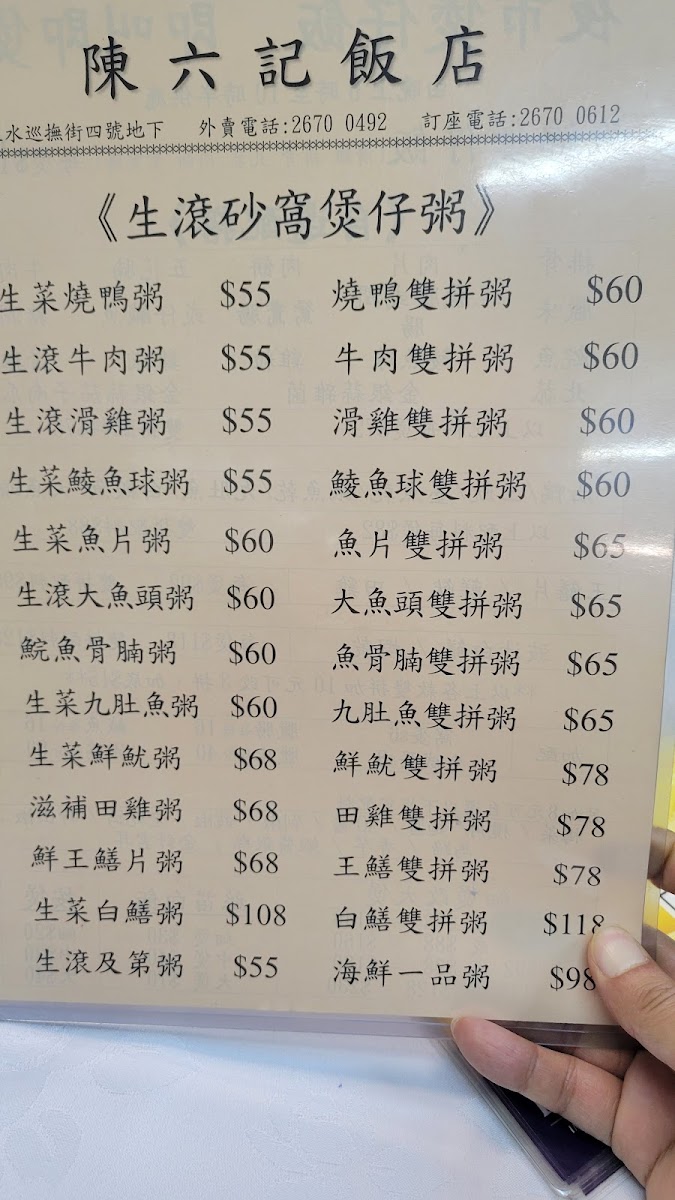 陳六記飯店
水巡撫街四號地下 外賣電話:2670 0492 訂座電話:2670 0612
《生滾砂窩煲仔粥》
生菜燒鴨粥 $55 燒鴨雙拼粥 $60
生滾牛肉粥 $55 牛肉雙拼粥 $60
生滾滑雞粥 $55 滑雞雙拼粥 $60
生菜鯪魚球粥 $55 鯪魚球雙拼粥 $60
生菜魚片粥 $60 魚片雙拼粥 $65
生滾大魚頭粥 $60 大魚頭雙拼粥 $65
鯇魚骨腩粥 $60 魚骨腩雙拼粥 $65
生菜九肚魚粥 $60 九肚魚雙拼粥 $65
生菜鮮魷粥 $68 鮮魷雙拼粥 $78
滋補田雞粥 $68 田雞雙拼粥 $78
鮮王鱔片粥 $68 王鱔雙拼粥 $78
生菜白鱔粥 $108 白鱔雙拼粥 $118
生滾及第粥 $55 海鮮一品粥 $98